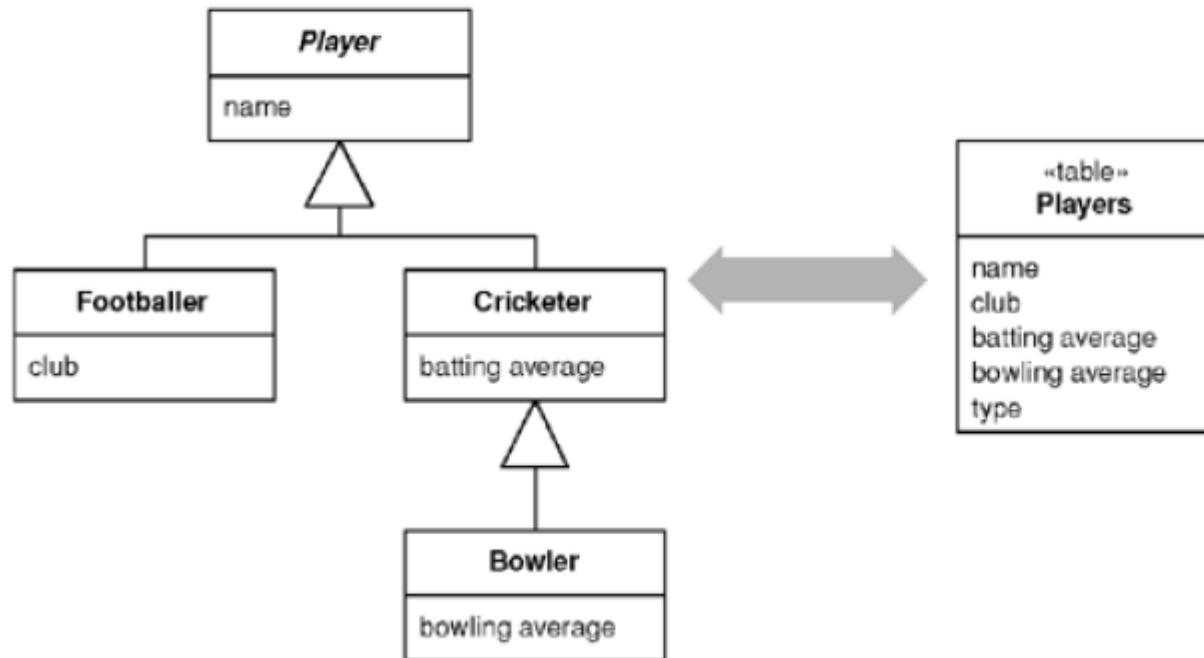 Player
name
Footballer
club
Cricketer
batting average
Bowler
bowling average
«table»
Players
name
club
batting average
bowling average
type